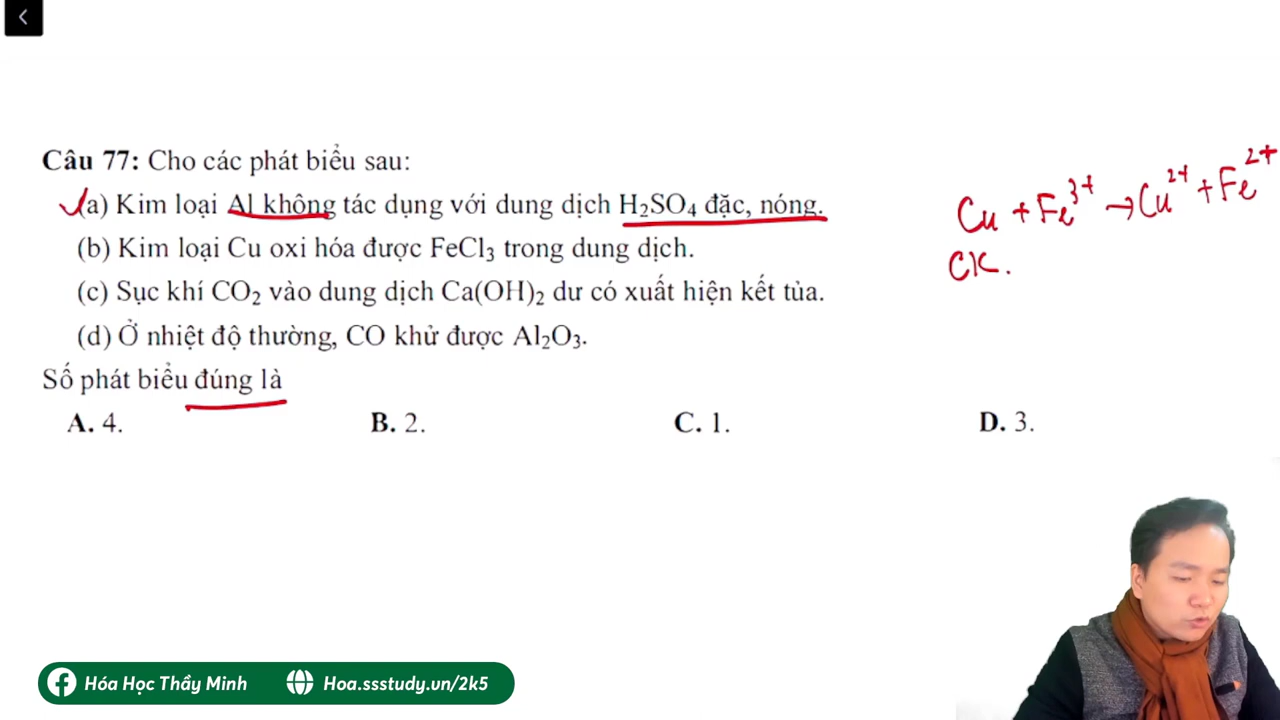 Câu 77: Cho các phát biểu sau:
(a) Kim loại Al không tác dụng với dung dịch H₂SO₄ đặc, nóng.
(b) Kim loại Cu oxi hóa được FeCl₃ trong dung dịch.
(c) Sục khí CO₂ vào dung dịch Ca(OH)₂ dư có xuất hiện kết tủa.
(d) Ở nhiệt độ thường, CO khử được Al₂O₃.
Số phát biểu đúng là
A. 4. B. 2. C. 1. D. 3.
Cu + Fe³⁺ → Cu²⁺ + Fe²⁺
CK.
Hóa Học Thầy Minh Hoa.ssstudy.vn/2k5